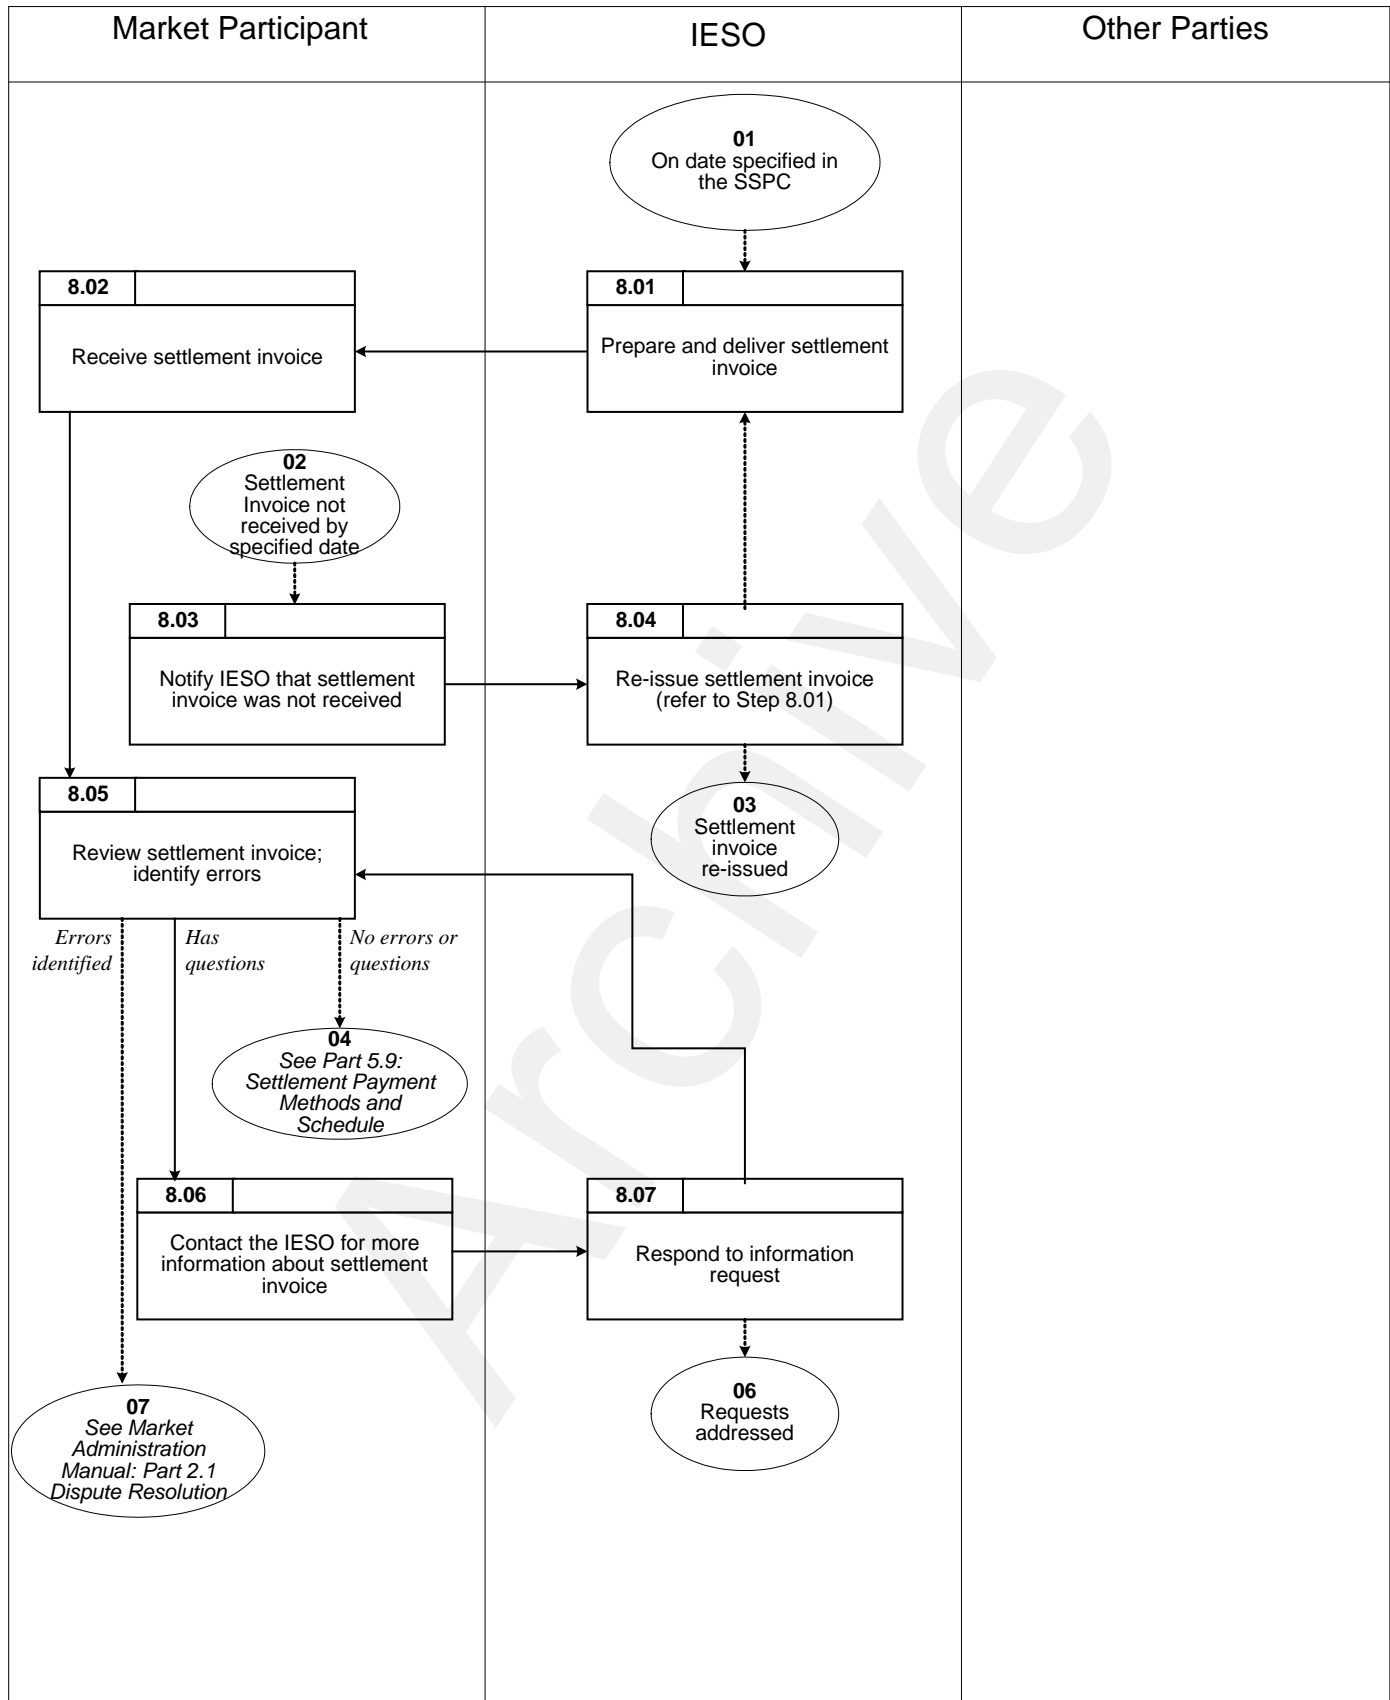 Market Participant
IESO
Other Parties
01
On date specified in
the SSPC
8.02
Receive settlement invoice
8.01
Prepare and deliver settlement
invoice
02
Settlement
Invoice not
received by
specified date
8.03
Notify IESO that settlement
invoice was not received
8.04
Re-issue settlement invoice
(refer to Step 8.01)
03
Settlement
invoice
re-issued
8.05
Review settlement invoice;
identify errors
Errors
identified
Has
questions
No errors or
questions
04
See Part 5.9:
Settlement Payment
Methods and
Schedule
8.06
Contact the IESO for more
information about settlement
invoice
8.07
Respond to information
request
06
Requests
addressed
07
See Market
Administration
Manual: Part 2.1
Dispute Resolution
Archive